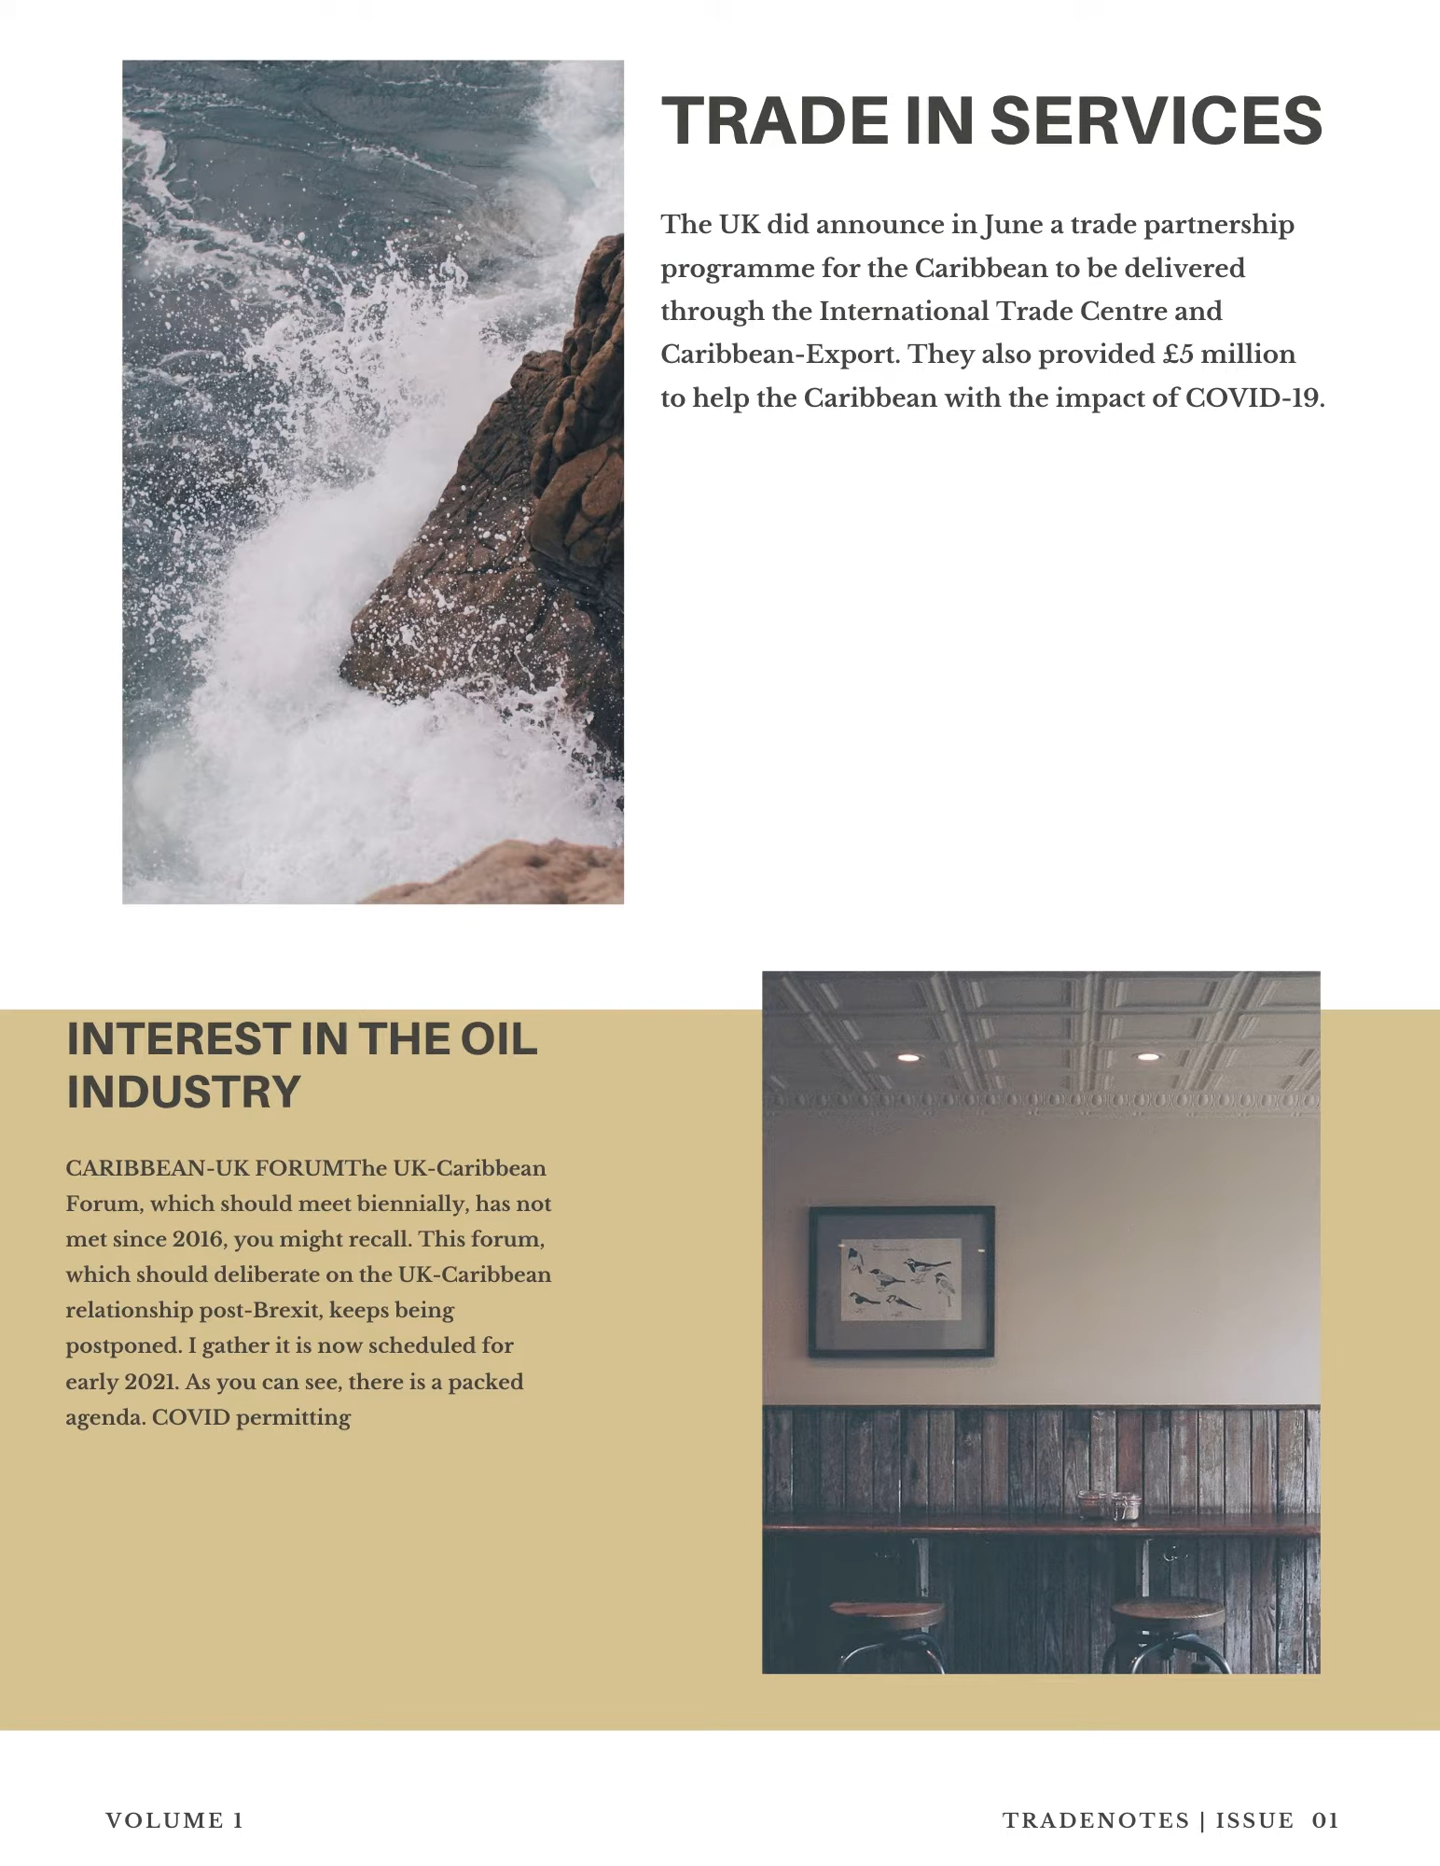 TRADE IN SERVICES
The UK did announce in June a trade partnership
programme for the Caribbean to be delivered
through the International Trade Centre and
Caribbean-Export. They also provided £5 million
to help the Caribbean with the impact of COVID-19.
INTEREST IN THE OIL
INDUSTRY
CARIBBEAN-UK FORUMThe UK-Caribbean
Forum, which should meet biennially, has not
met since 2016, you might recall. This forum,
which should deliberate on the UK-Caribbean
relationship post-Brexit, keeps being
postponed. I gather it is now scheduled for
early 2021. As you can see, there is a packed
agenda. COVID permitting
VOLUME 1
TRADENOTES | ISSUE 01